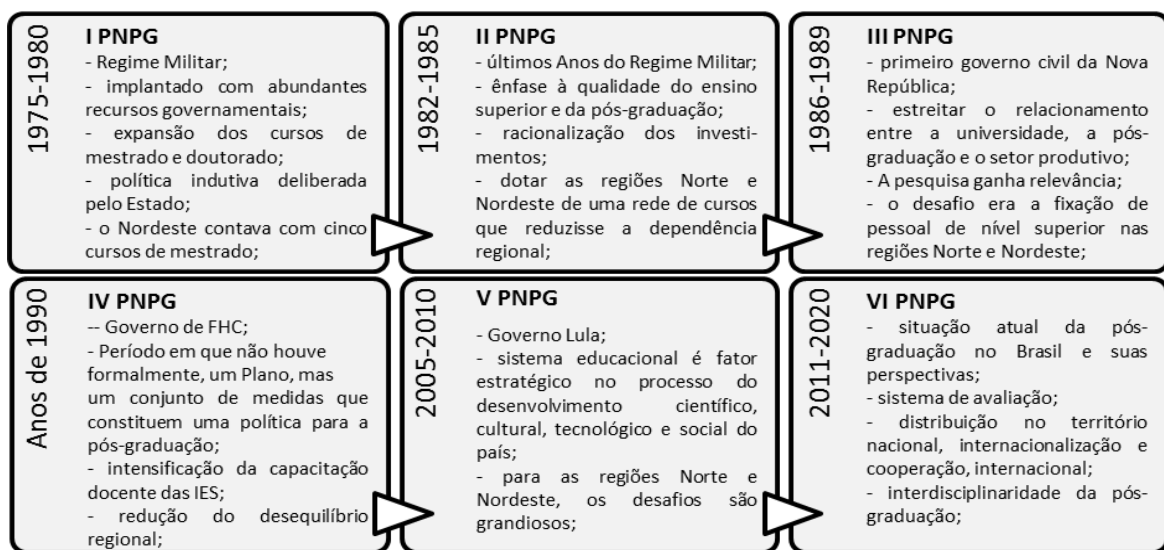 1975-1980
I PNPG
- Regime Militar;
- implantado com abundantes
recursos governamentais;
- expansão dos cursos de
mestrado e doutorado;
- política indutiva deliberada
pelo Estado;
- o Nordeste contava com cinco
cursos de mestrado;
1982-1985
II PNPG
- últimos Anos do Regime Militar;
- ênfase à qualidade do ensino
superior e da pós-graduação;
- racionalização dos investi-
mentos;
- dotar as regiões Norte e
Nordeste de uma rede de cursos
que reduzisse a dependência
regional;
1986-1989
III PNPG
- primeiro governo civil da Nova
República;
- estreitar o relacionamento
entre a universidade, a pós-
graduação e o setor produtivo;
- A pesquisa ganha relevância;
- o desafio era a fixação de
pessoal de nível superior nas
regiões Norte e Nordeste;
Anos de 1990
IV PNPG
-- Governo de FHC;
- Período em que não houve
formalmente, um Plano, mas
um conjunto de medidas que
constituem uma política para a
pós-graduação;
- intensificação da capacitação
docente das IES;
- redução do desequilíbrio
regional;
2005-2010
V PNPG
- Governo Lula;
- sistema educacional é fator
estratégico no processo do
desenvolvimento científico,
cultural, tecnológico e social do
país;
- para as regiões Norte e
Nordeste, os desafios são
grandiosos;
2011-2020
VI PNPG
- situação atual da pós-
graduação no Brasil e suas
perspectivas;
- sistema de avaliação;
- distribuição no território
nacional, internacionalização e
cooperação, internacional;
- interdisciplinaridade da pós-
graduação;